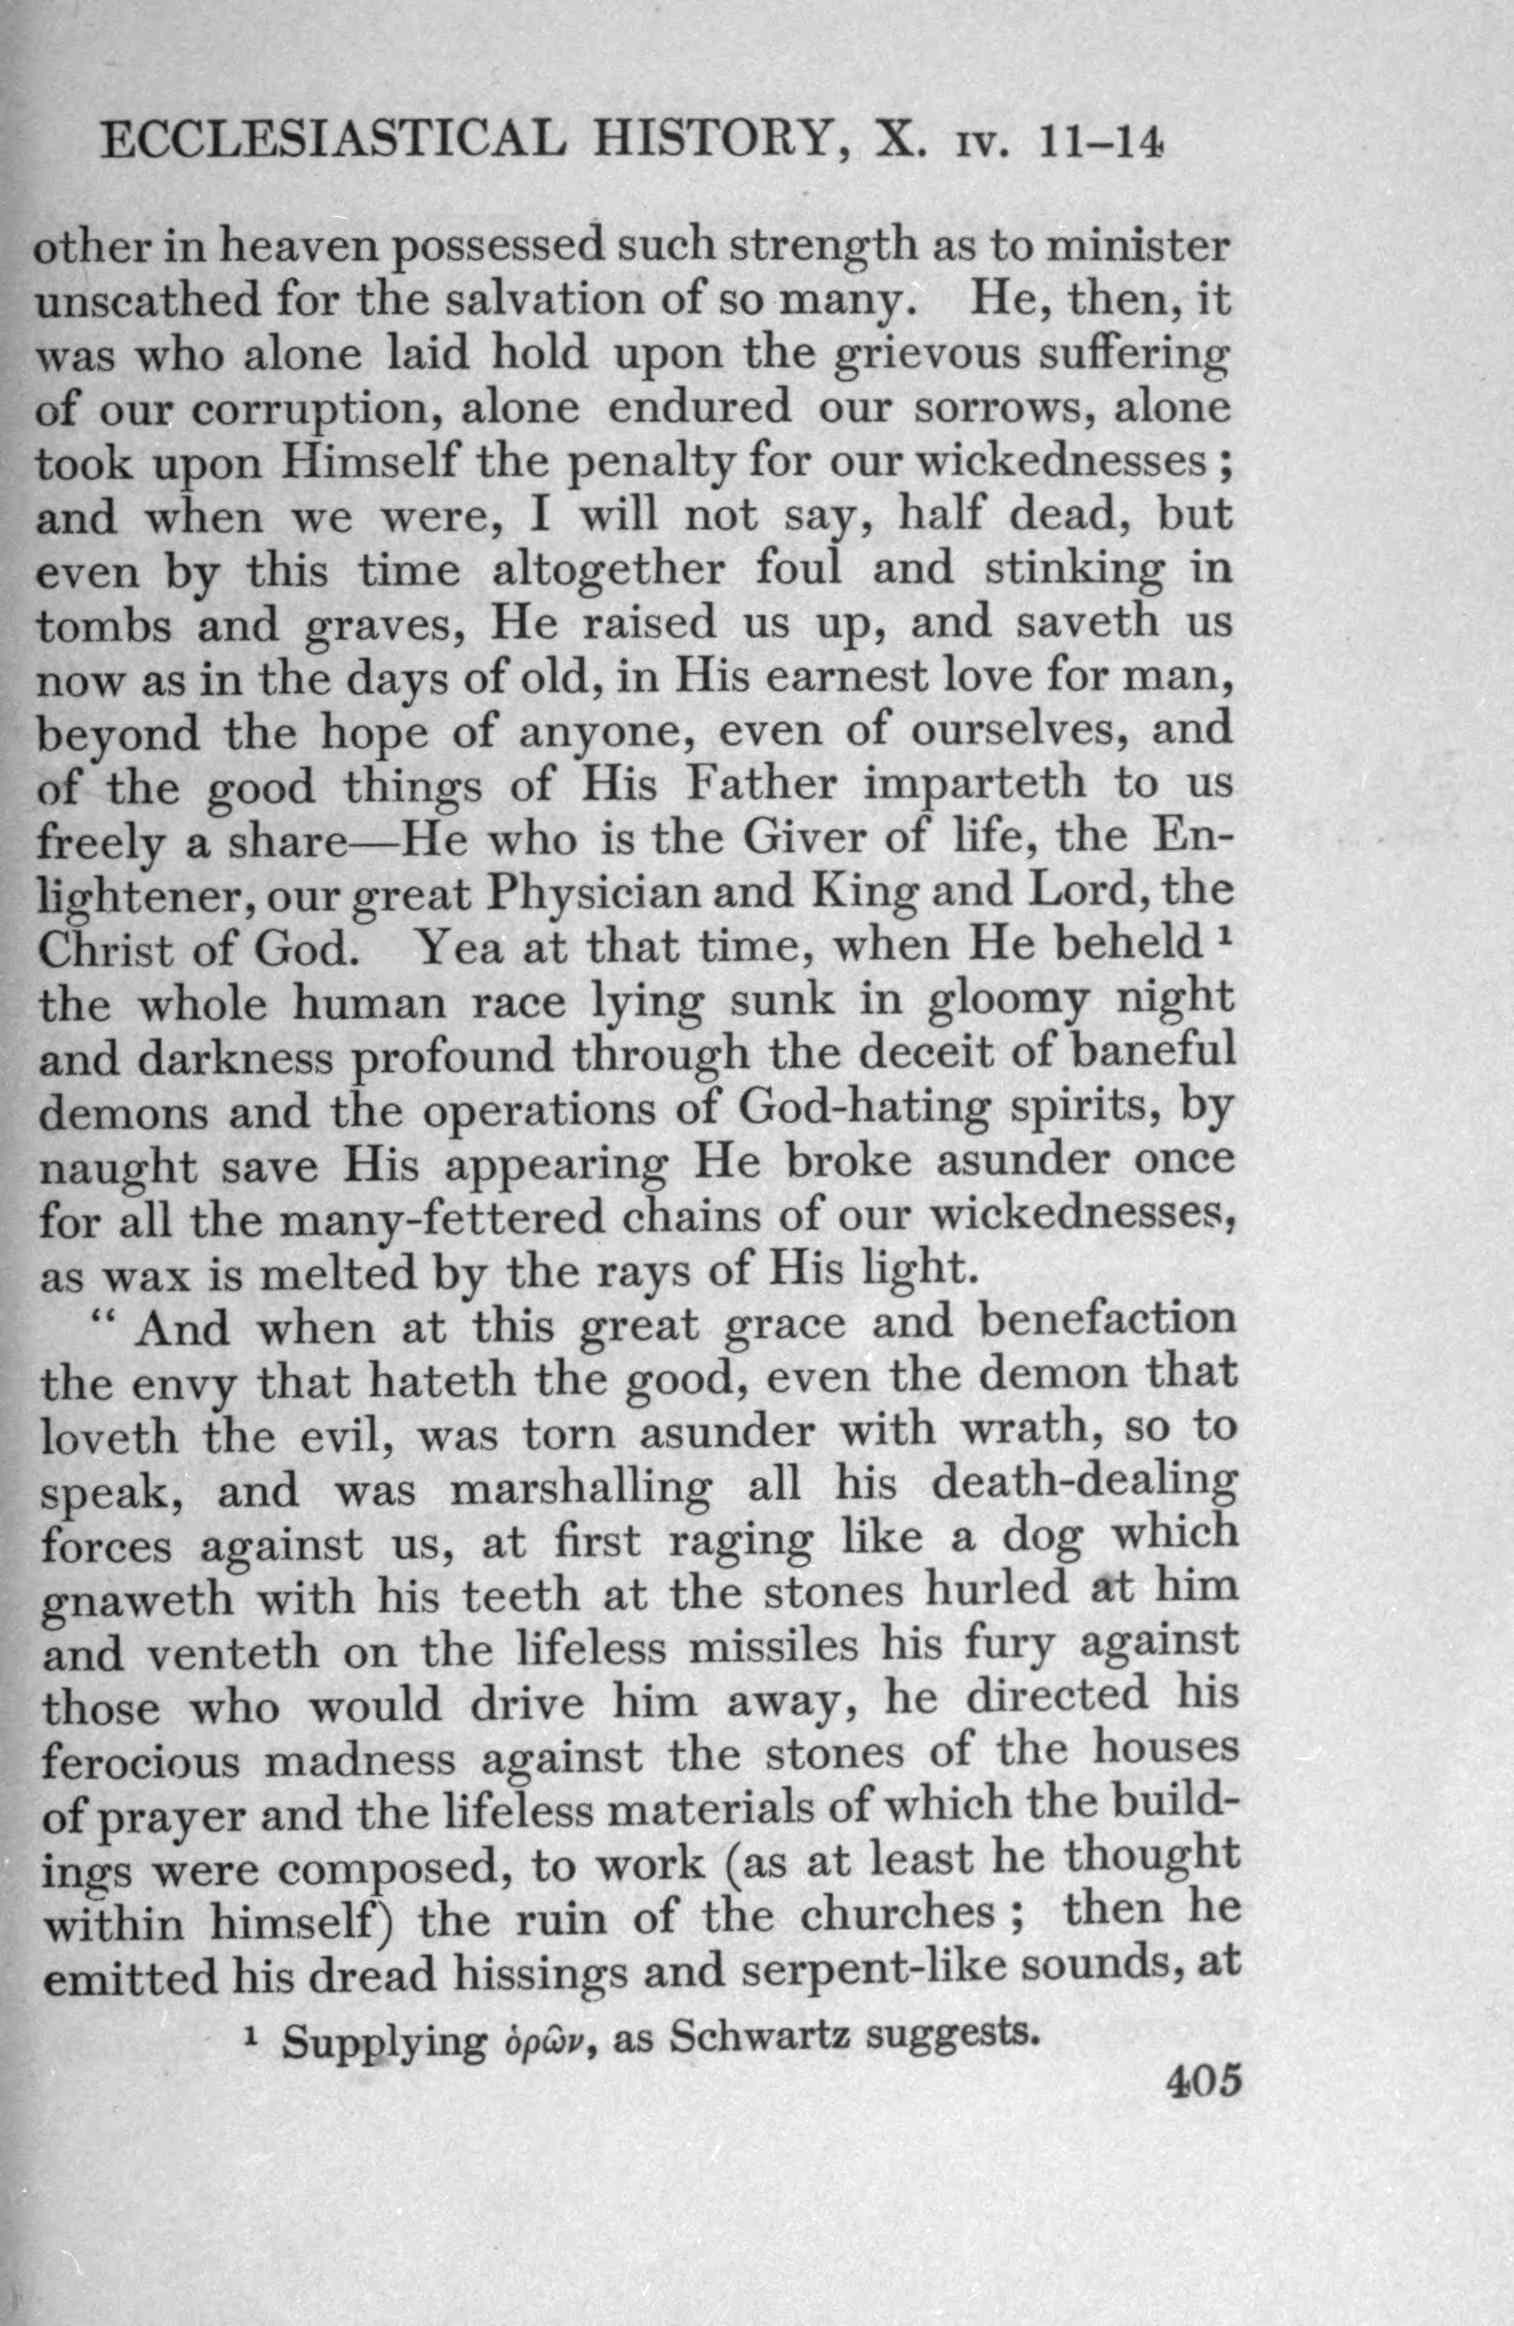 ECCLESIASTICAL HISTORY, X. IV. 11–14
other in heaven possessed such strength as to minister
unscathed for the salvation of so many. He, then, it
was who alone laid hold upon the grievous suffering
of our corruption, alone endured our sorrows, alone
took upon Himself the penalty for our wickednesses ;
and when we were, I will not say, half dead, but
even by this time altogether foul and stinking in
tombs and graves, He raised us up, and saveth us
now as in the days of old, in His earnest love for man,
beyond the hope of anyone, even of ourselves, and
of the good things of His Father imparteth to us
freely a share—He who is the Giver of life, the En-
lightener, our great Physician and King and Lord, the
Christ of God. Yea at that time, when He beheld ¹
the whole human race lying sunk in gloomy night
and darkness profound through the deceit of baneful
demons and the operations of God-hating spirits, by
naught save His appearing He broke asunder once
for all the many-fettered chains of our wickednesses,
as wax is melted by the rays of His light.
“ And when at this great grace and benefaction
the envy that hateth the good, even the demon that
loveth the evil, was torn asunder with wrath, so to
speak, and was marshalling all his death-dealing
forces against us, at first raging like a dog which
gnaweth with his teeth at the stones hurled at him
and venteth on the lifeless missiles his fury against
those who would drive him away, he directed his
ferocious madness against the stones of the houses
of prayer and the lifeless materials of which the build-
ings were composed, to work (as at least he thought
within himself) the ruin of the churches ; then he
emitted his dread hissings and serpent-like sounds, at
¹ Supplying ὁρῶν, as Schwartz suggests.
405